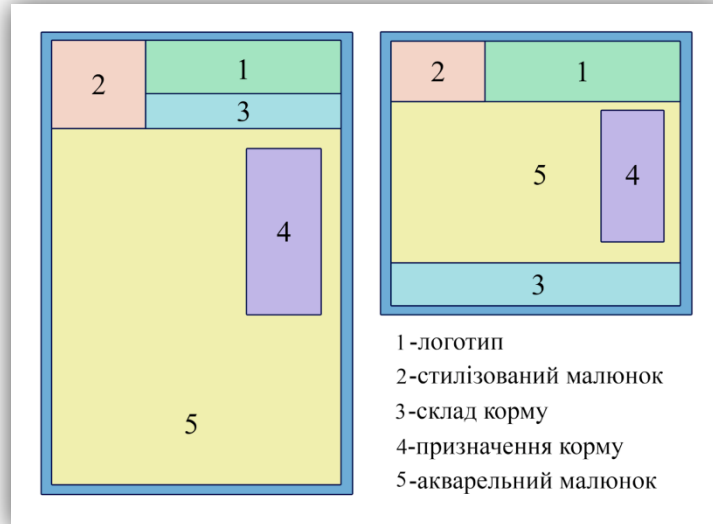 2
1
3
4
5
2
1
5
4
3
1-логотип
2-стилізований малюнок
3-склад корму
4-призначення корму
5-акварельний малюнок